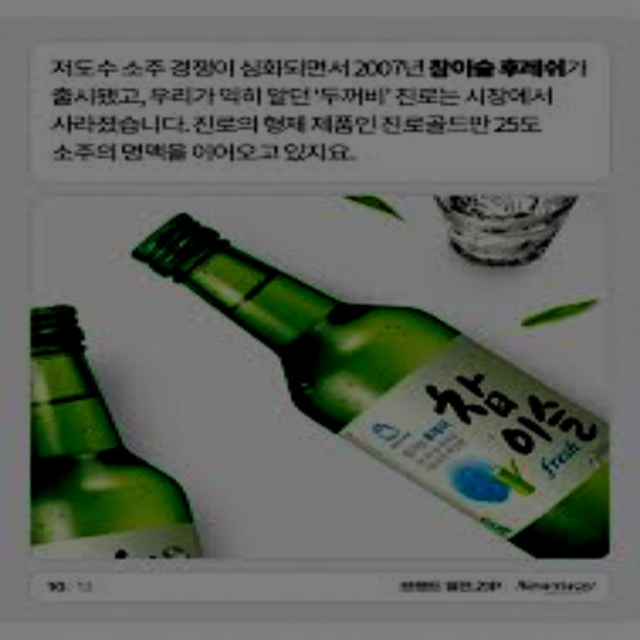 저도수 소주 경쟁이 심화되면서 2007년 참이슬 후레쉬가
출시됐고, 우리가 익히 알던 '두꺼비' 진로는 시장에서
사라졌습니다. 진로의 형제 제품인 진로골드만 25도
소주의 명맥을 이어오고 있지요.
참
이슬
fresh